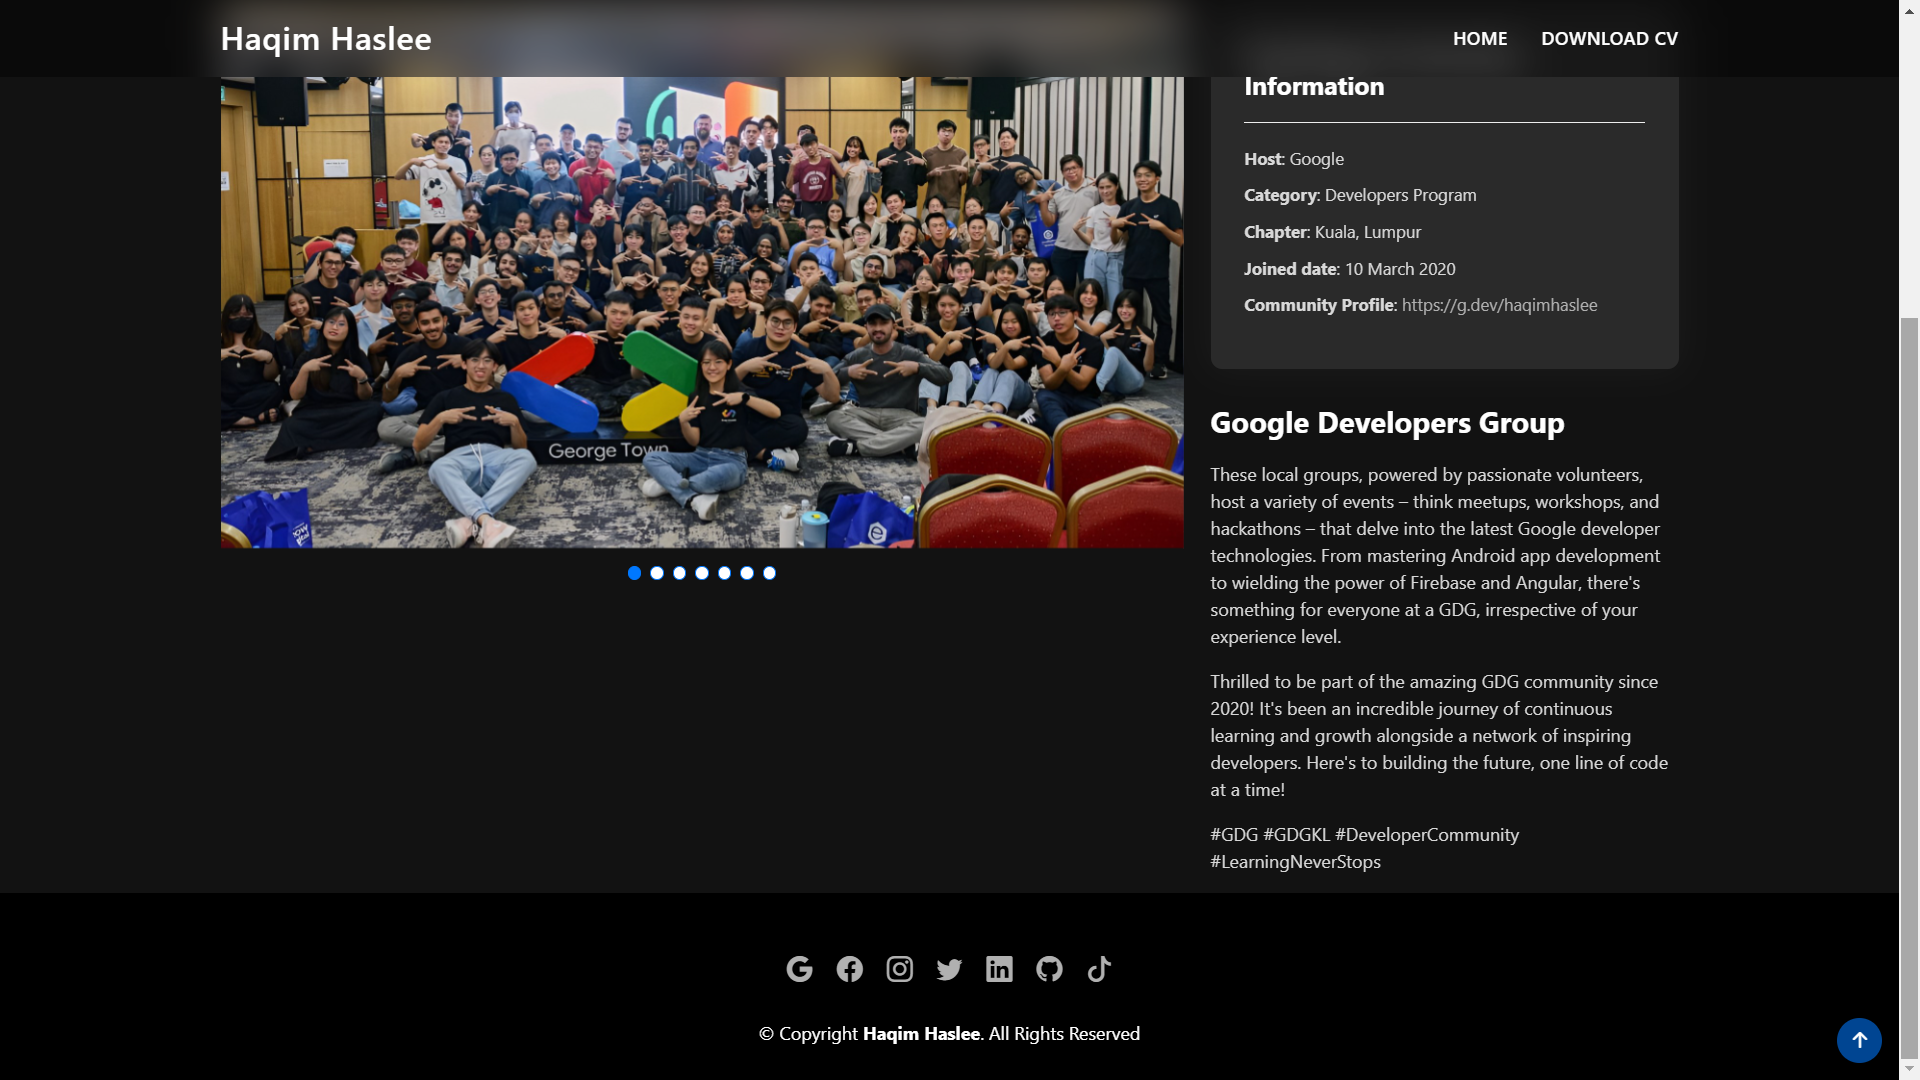 Haqim Haslee
HOME
DOWNLOAD CV
George Town
Information
Host: Google
Category: Developers Program
Chapter: Kuala, Lumpur
Joined date: 10 March 2020
Community Profile: https://g.dev/haqimhaslee
Google Developers Group
These local groups, powered by passionate volunteers,
host a variety of events – think meetups, workshops, and
hackathons – that delve into the latest Google developer
technologies. From mastering Android app development
to wielding the power of Firebase and Angular, there's
something for everyone at a GDG, irrespective of your
experience level.
Thrilled to be part of the amazing GDG community since
2020! It's been an incredible journey of continuous
learning and growth alongside a network of inspiring
developers. Here's to building the future, one line of code
at a time!
#GDG #GDGKL #DeveloperCommunity
#LearningNeverStops
© Copyright Haqim Haslee. All Rights Reserved